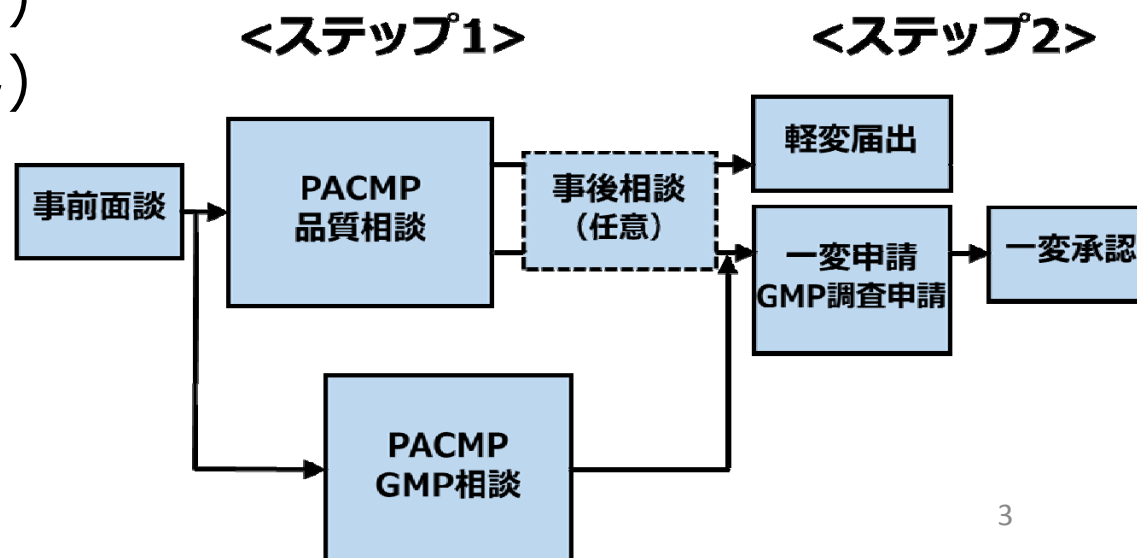 <ステップ1>
<ステップ2>
)
)
事前面談
PACMP
品質相談
事後相談
（任意）
軽変届出
一変申請
GMP調査申請
一変承認
PACMP
GMP相談
3